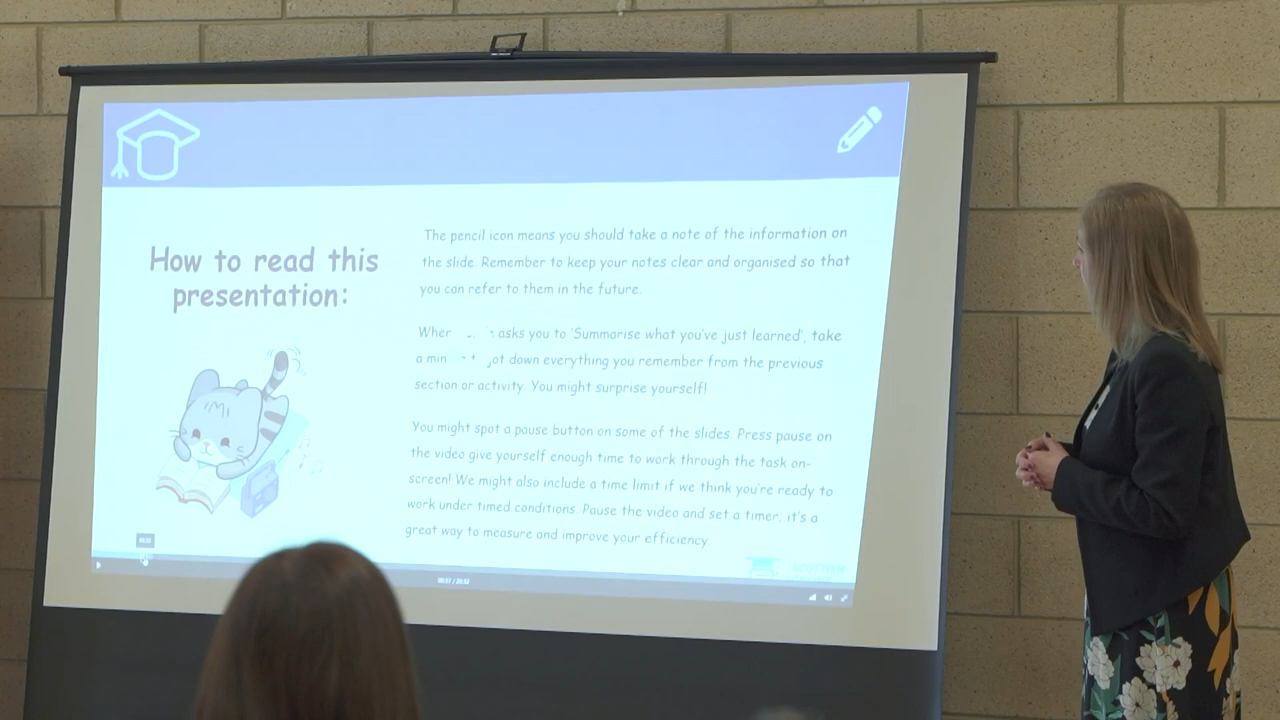 How to read this
presentation:
The pencil icon means you should take a note of the information on
the slide. Remember to keep your notes clear and organised so that
you can refer to them in the future.
asks you to 'Summarise what you've just learned', take
a down everything you remember from the previous
section or activity. You might surprise yourself!
You might spot a pause button on some of the slides. Press pause on
the video give yourself enough time to work through the task on-
screen! We might also include a time limit if we think you're ready to
work under timed conditions. Pause the video and set a timer; it's a
great way to measure and improve your efficiency.